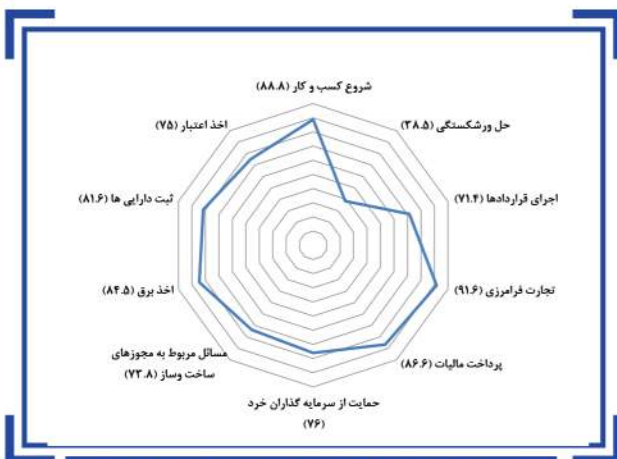 شروع کسب و کار (۸۸.۸)
اخذ اعتبار (۷۵)
حل ورشکستگی (۳۸.۵)
ثبت دارایی ها (۸۱.۶)
اجرای قراردادها (۷۱.۴)
اخذ برق (۸۴.۵)
تجارت فرامرزی (۹۱.۶)
مسائل مربوط به مجوزهای
ساخت وساز (۷۳.۸)
پرداخت مالیات (۸۶.۶)
حمایت از سرمایه گذاران خرد
(۷۶)